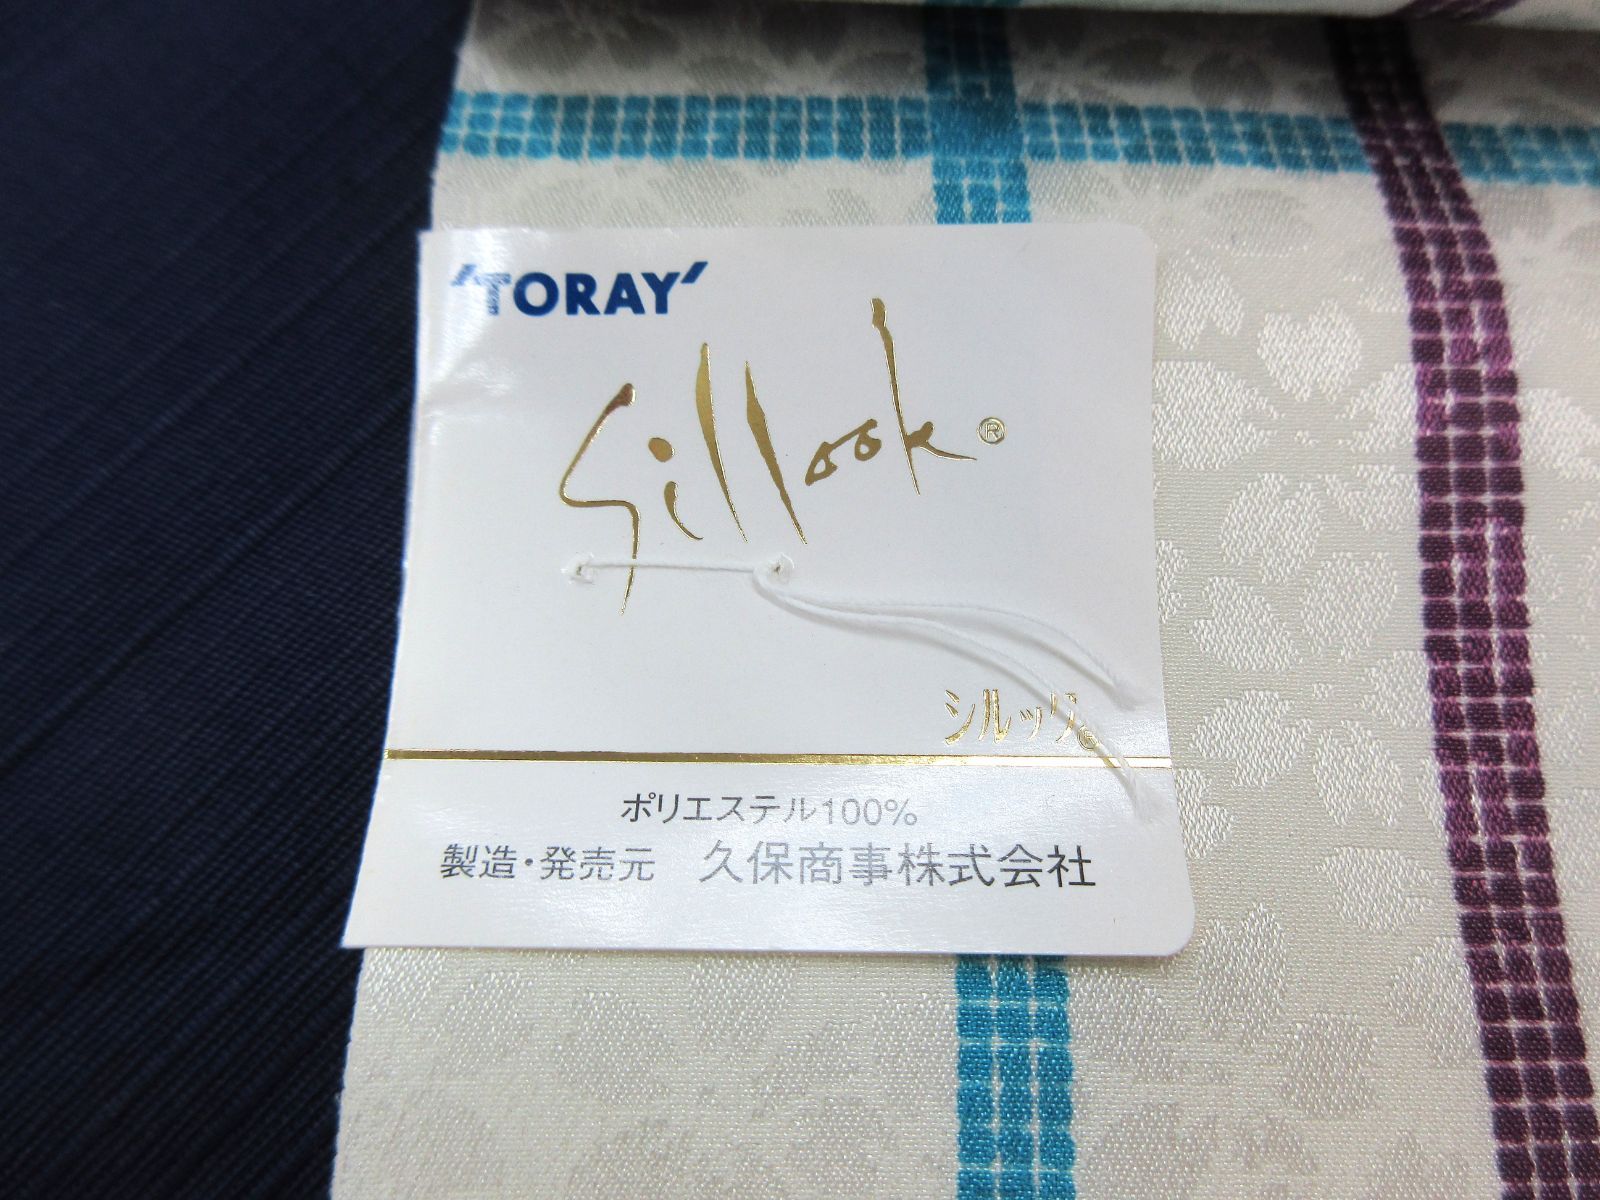 'TORAY'
Sillook®
シルック®
ポリエステル100%
製造・発売元 久保商事株式会社